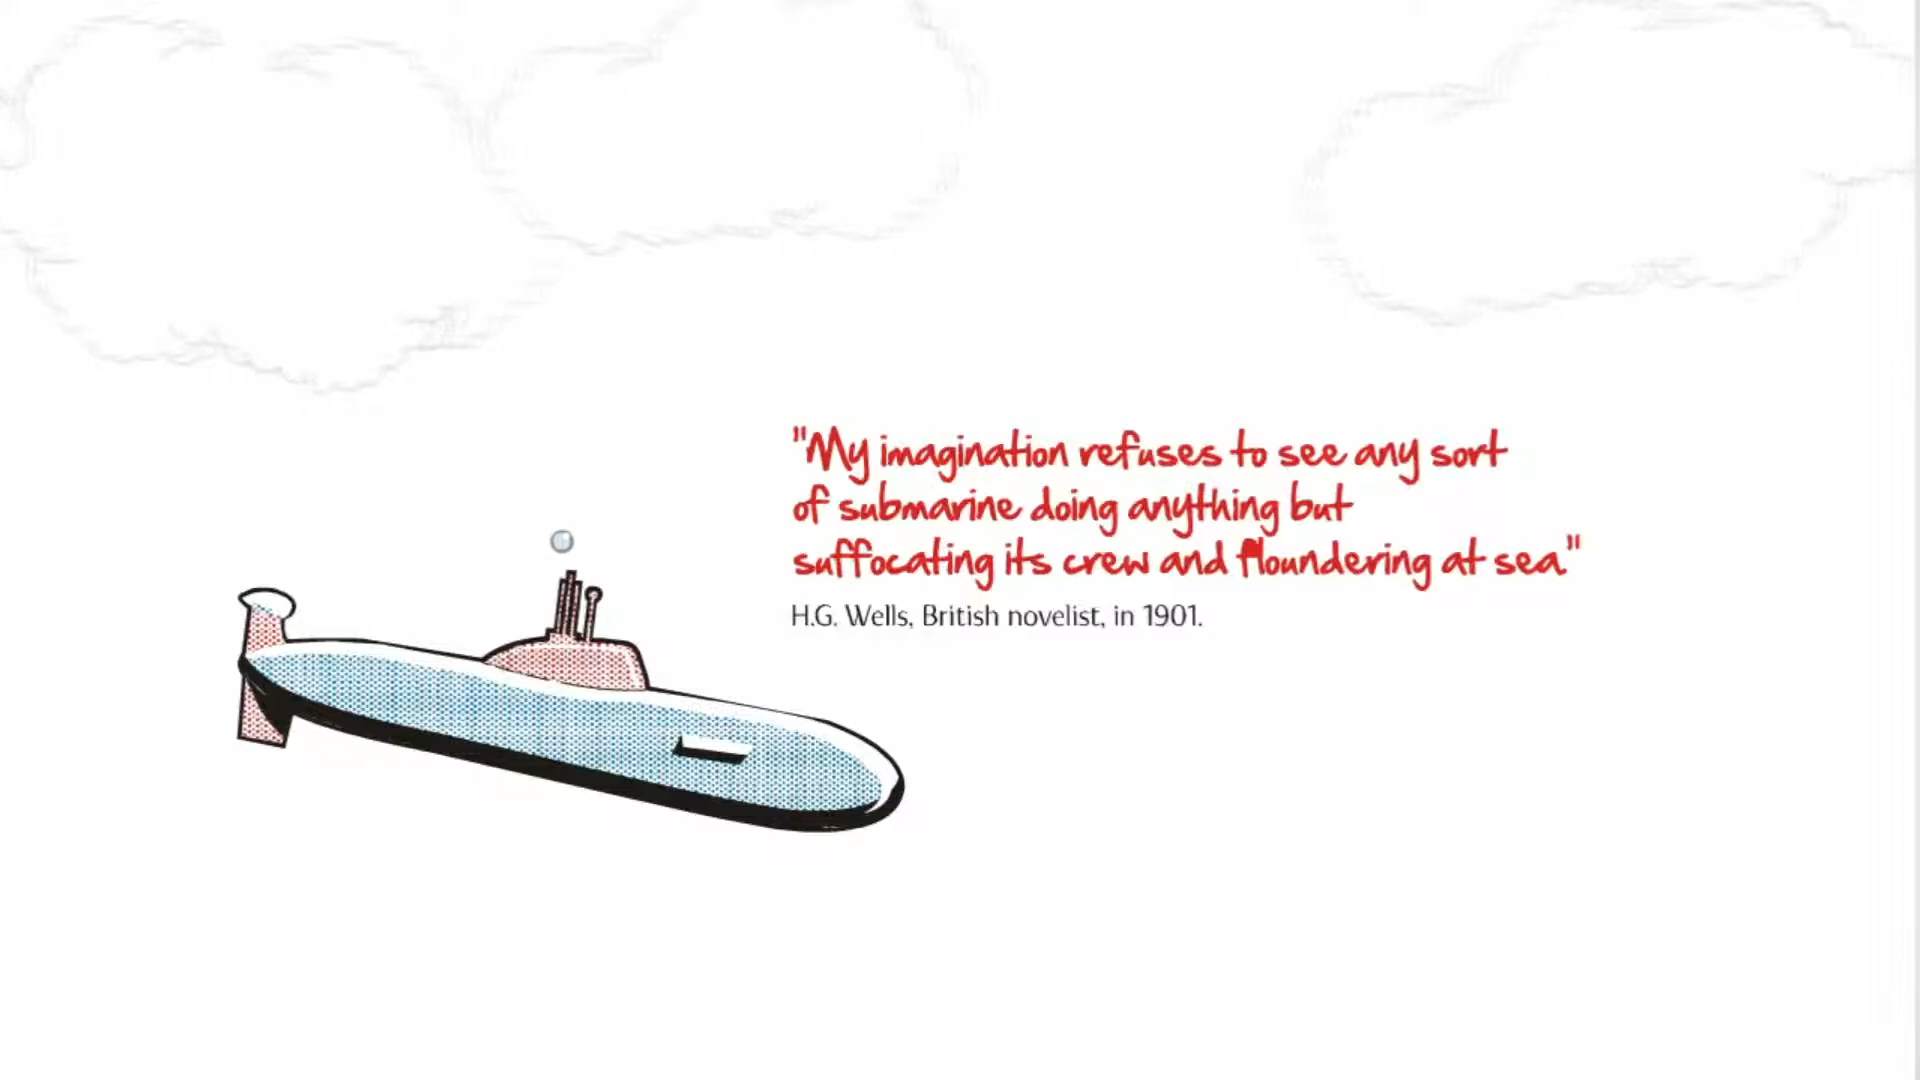 "My imagination refuses to see any sort
of submarine doing anything but
suffocating its crew and floundering at sea"
H.G. Wells, British novelist, in 1901.